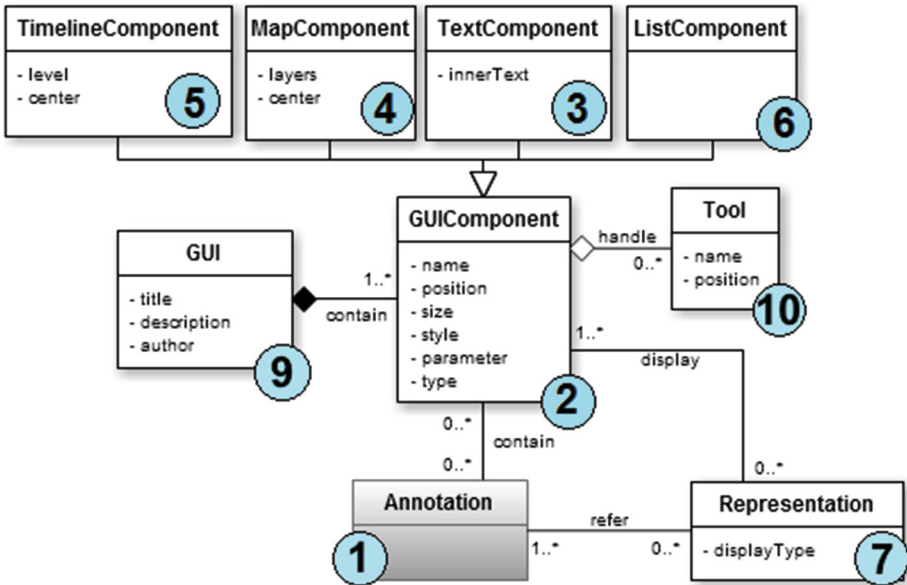 TimelineComponent
- level
- center
5
MapComponent
- layers
- center
4
TextComponent
- innerText
3
ListComponent
6
GUIComponent
- name
- position
- size
- style
- parameter
- type
2
Tool
- name
- position
10
handle
0..*
GUI
- title
- description
- author
9
1..*
contain
1..*
display
0..*
0..*
contain
0..*
Annotation
1
refer
1..*
0..*
Representation
- displayType
7